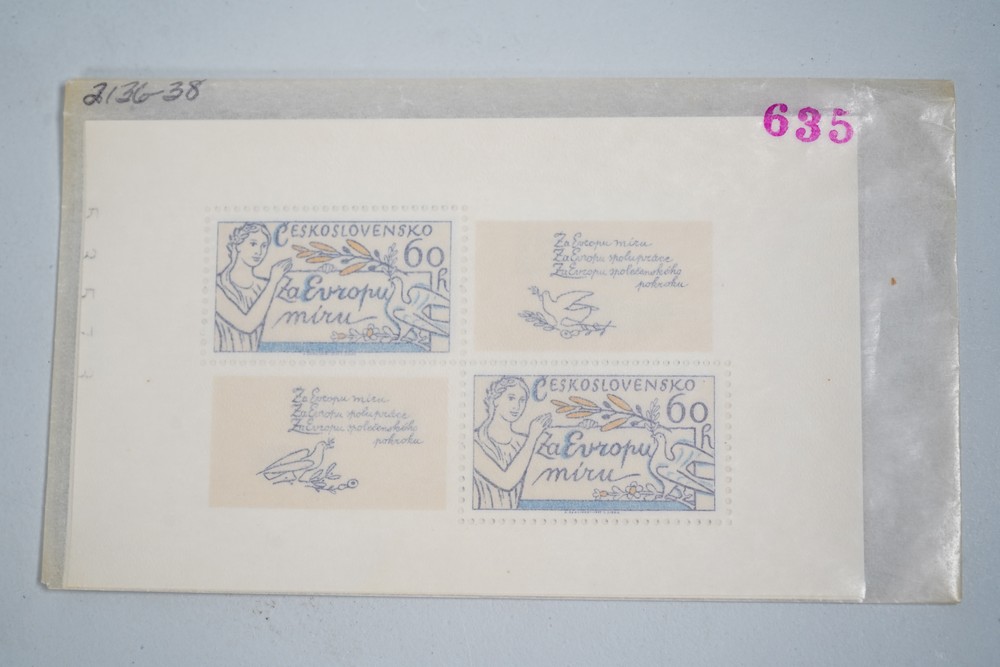 2136-38
635
ČESKOSLOVENSKO
60 h
Za Evropu
míru
Za Evropu míru
Za Evropu spolupráce
Za Evropu společenského
pokroku
Za Evropu míru
Za Evropu spolupráce
Za Evropu společenského
pokroku
ČESKOSLOVENSKO
60 h
Za Evropu
míru